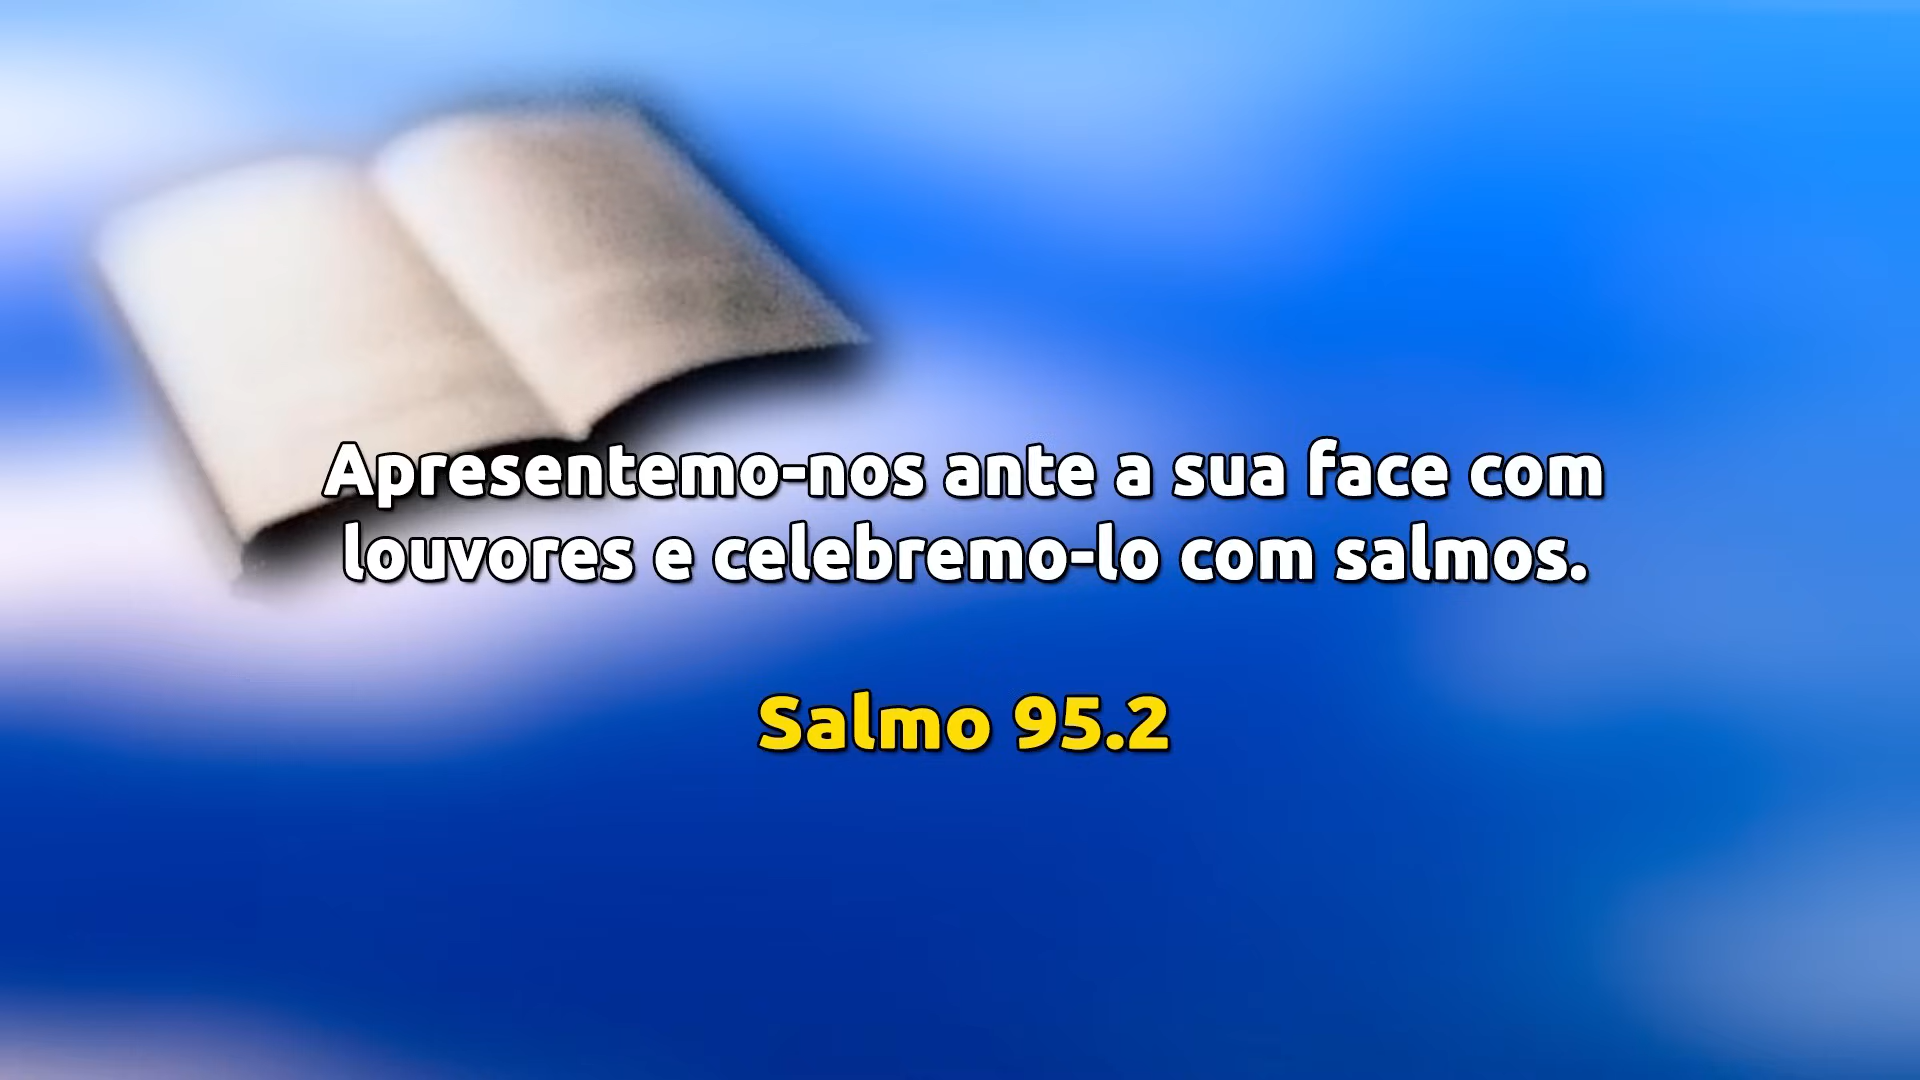 Apresentemo-nos ante a sua face com
louvores e celebremo-lo com salmos.
Salmo 95.2